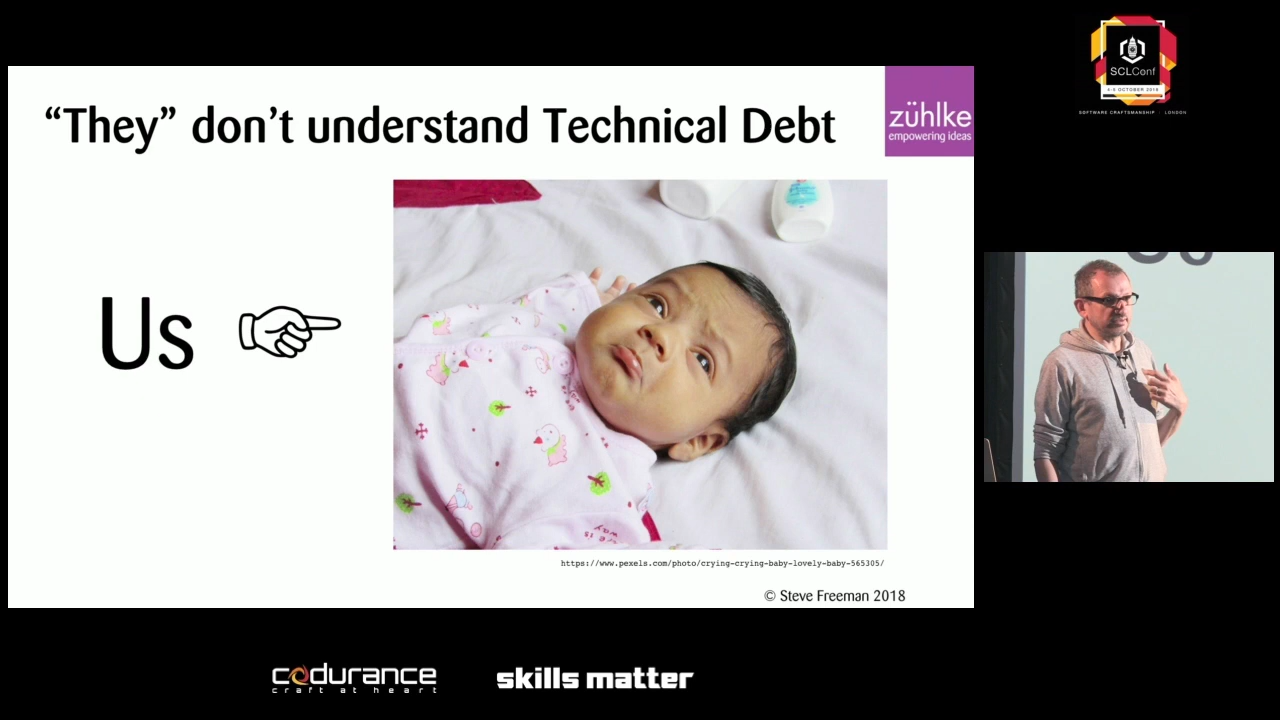 “They” don’t understand Technical Debt
zühlke
empowering ideas
Us
https://www.pexels.com/photo/crying-crying-baby-lovely-baby-565305/
© Steve Freeman 2018
SCLConf
4-5 OCTOBER 2018
SOFTWARE CRAFTSMANSHIP LONDON
codurance
craft at heart
skills matter